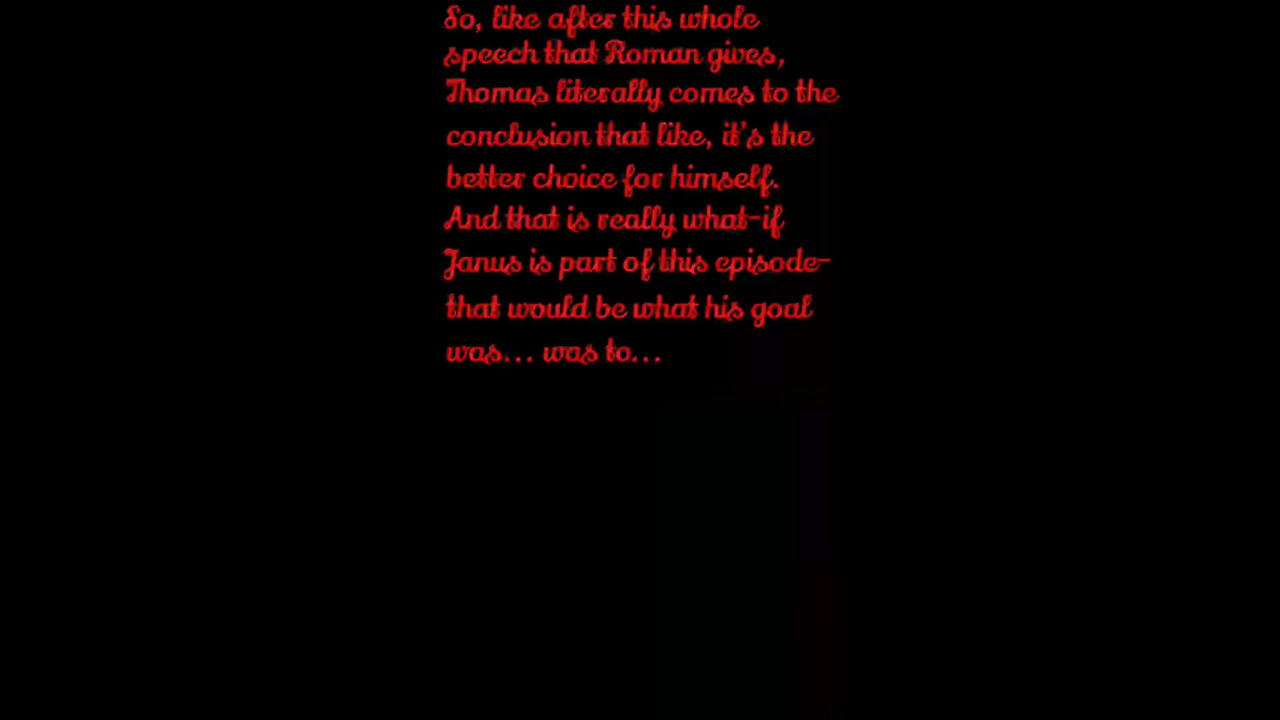 So, like after this whole
speech that Roman gives,
Thomas literally comes to the
conclusion that like, it's the
better choice for himself.
And that is really what-if
Janus is part of this episode-
that would be what his goal
was... was to...